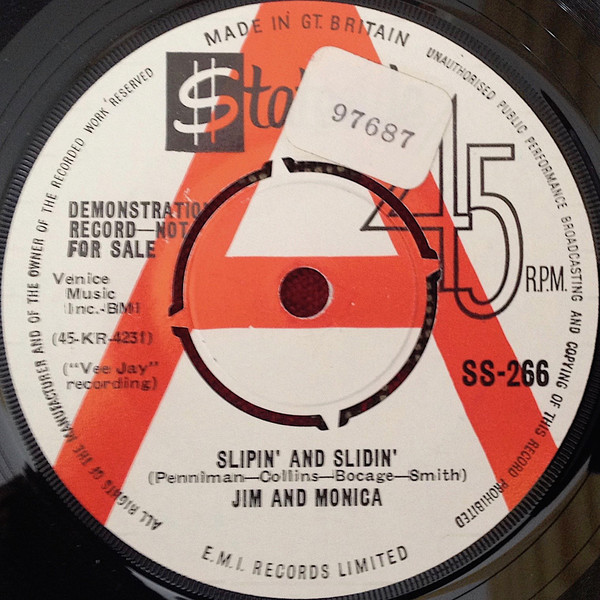 MADE IN GT. BRITAIN
UNAUTHORISED PUBLIC PERFORMANCE BROADCASTING AND COPYING OF THIS RECORD PROHIBITED
ALL RIGHTS OF THE MANUFACTURER AND OF THE OWNER OF THE RECORDED WORK RESERVED
97687
45
R.P.M.
DEMONSTRATIO
RECORD—NOT
FOR SALE
Venice
Music
Inc.-BMI
(45-KR-4231)
("Vee Jay"
recording)
SS-266
SLIPIN' AND SLIDIN'
(Penniman—Collins—Bocage—Smith)
JIM AND MONICA
E.M.I. RECORDS LIMITED